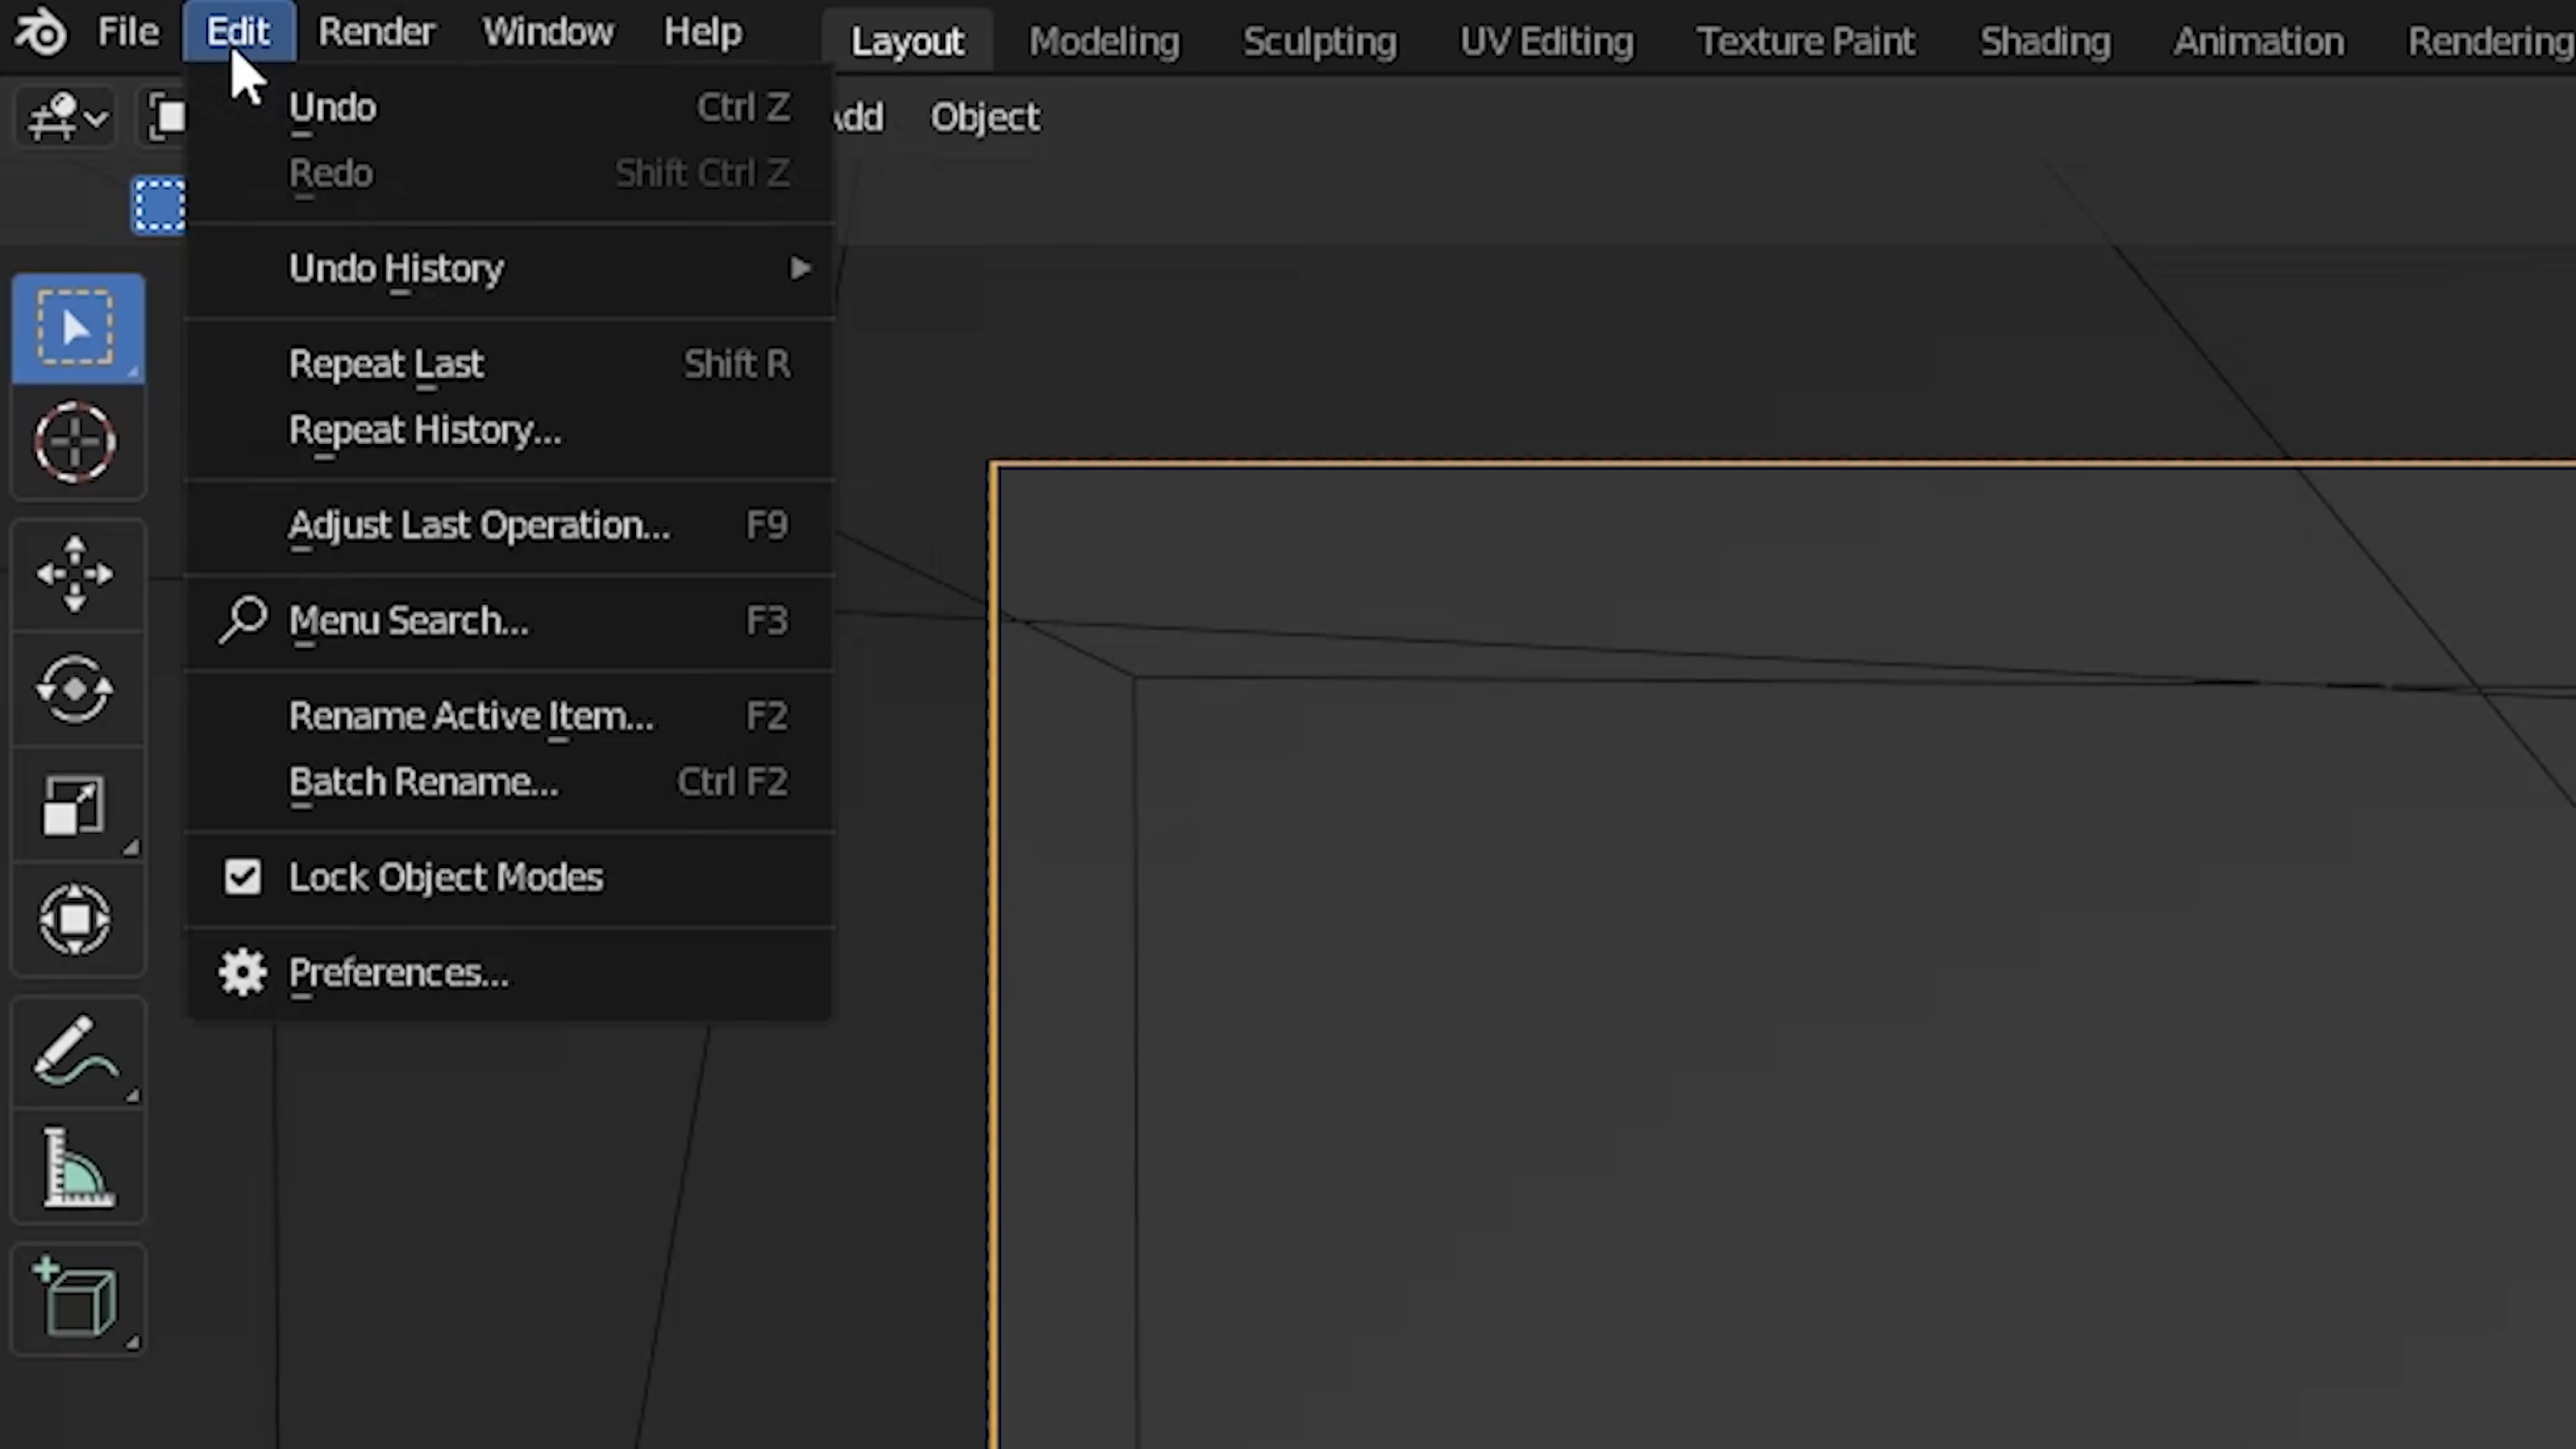 File Edit Render Window Help Layout Modeling Sculpting UV Editing Texture Paint Shading Animation Rendering
Object
Undo Ctrl Z
Redo Shift Ctrl Z
Undo History
Repeat Last Shift R
Repeat History...
Adjust Last Operation... F9
Menu Search... F3
Rename Active Item... F2
Batch Rename... Ctrl F2
Lock Object Modes
Preferences...